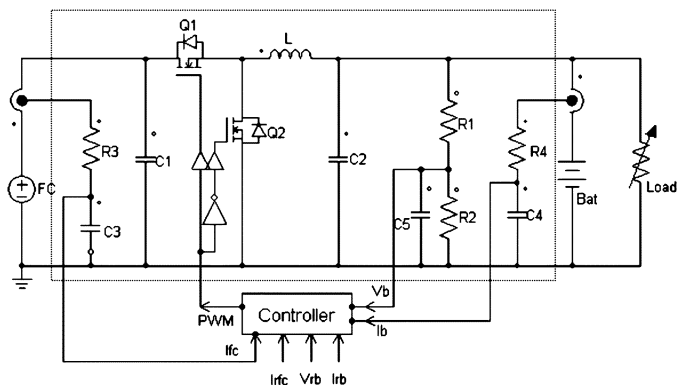 Q1
L
Q2
R1
R3
R4
C1
C2
FC
C3
C5
R2
C4
Bat
Load
Vb
PWM
Controller
Ib
Ifc
Irfc
Vrb
Irb